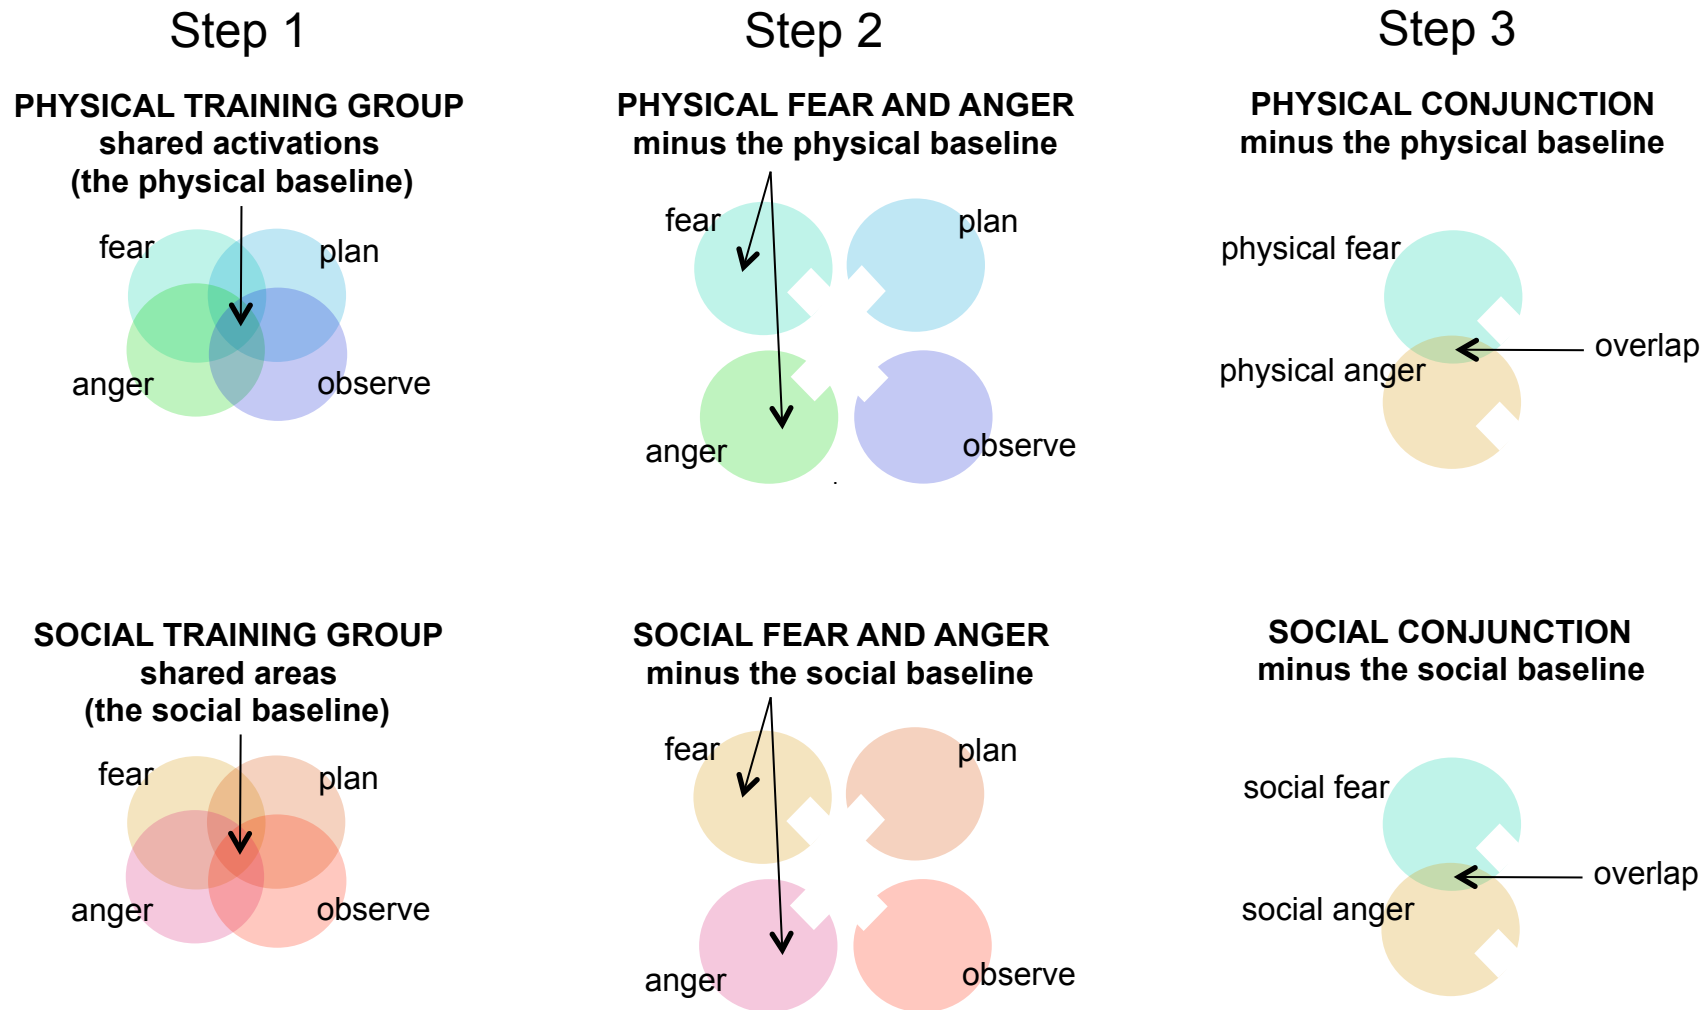 Step 1
PHYSICAL TRAINING GROUP
shared activations
(the physical baseline)
fear
plan
anger
observe
Step 2
PHYSICAL FEAR AND ANGER
minus the physical baseline
fear
plan
anger
observe
Step 3
PHYSICAL CONJUNCTION
minus the physical baseline
physical fear
overlap
physical anger
SOCIAL TRAINING GROUP
shared areas
(the social baseline)
fear
plan
anger
observe
SOCIAL FEAR AND ANGER
minus the social baseline
fear
plan
anger
observe
SOCIAL CONJUNCTION
minus the social baseline
social fear
overlap
social anger